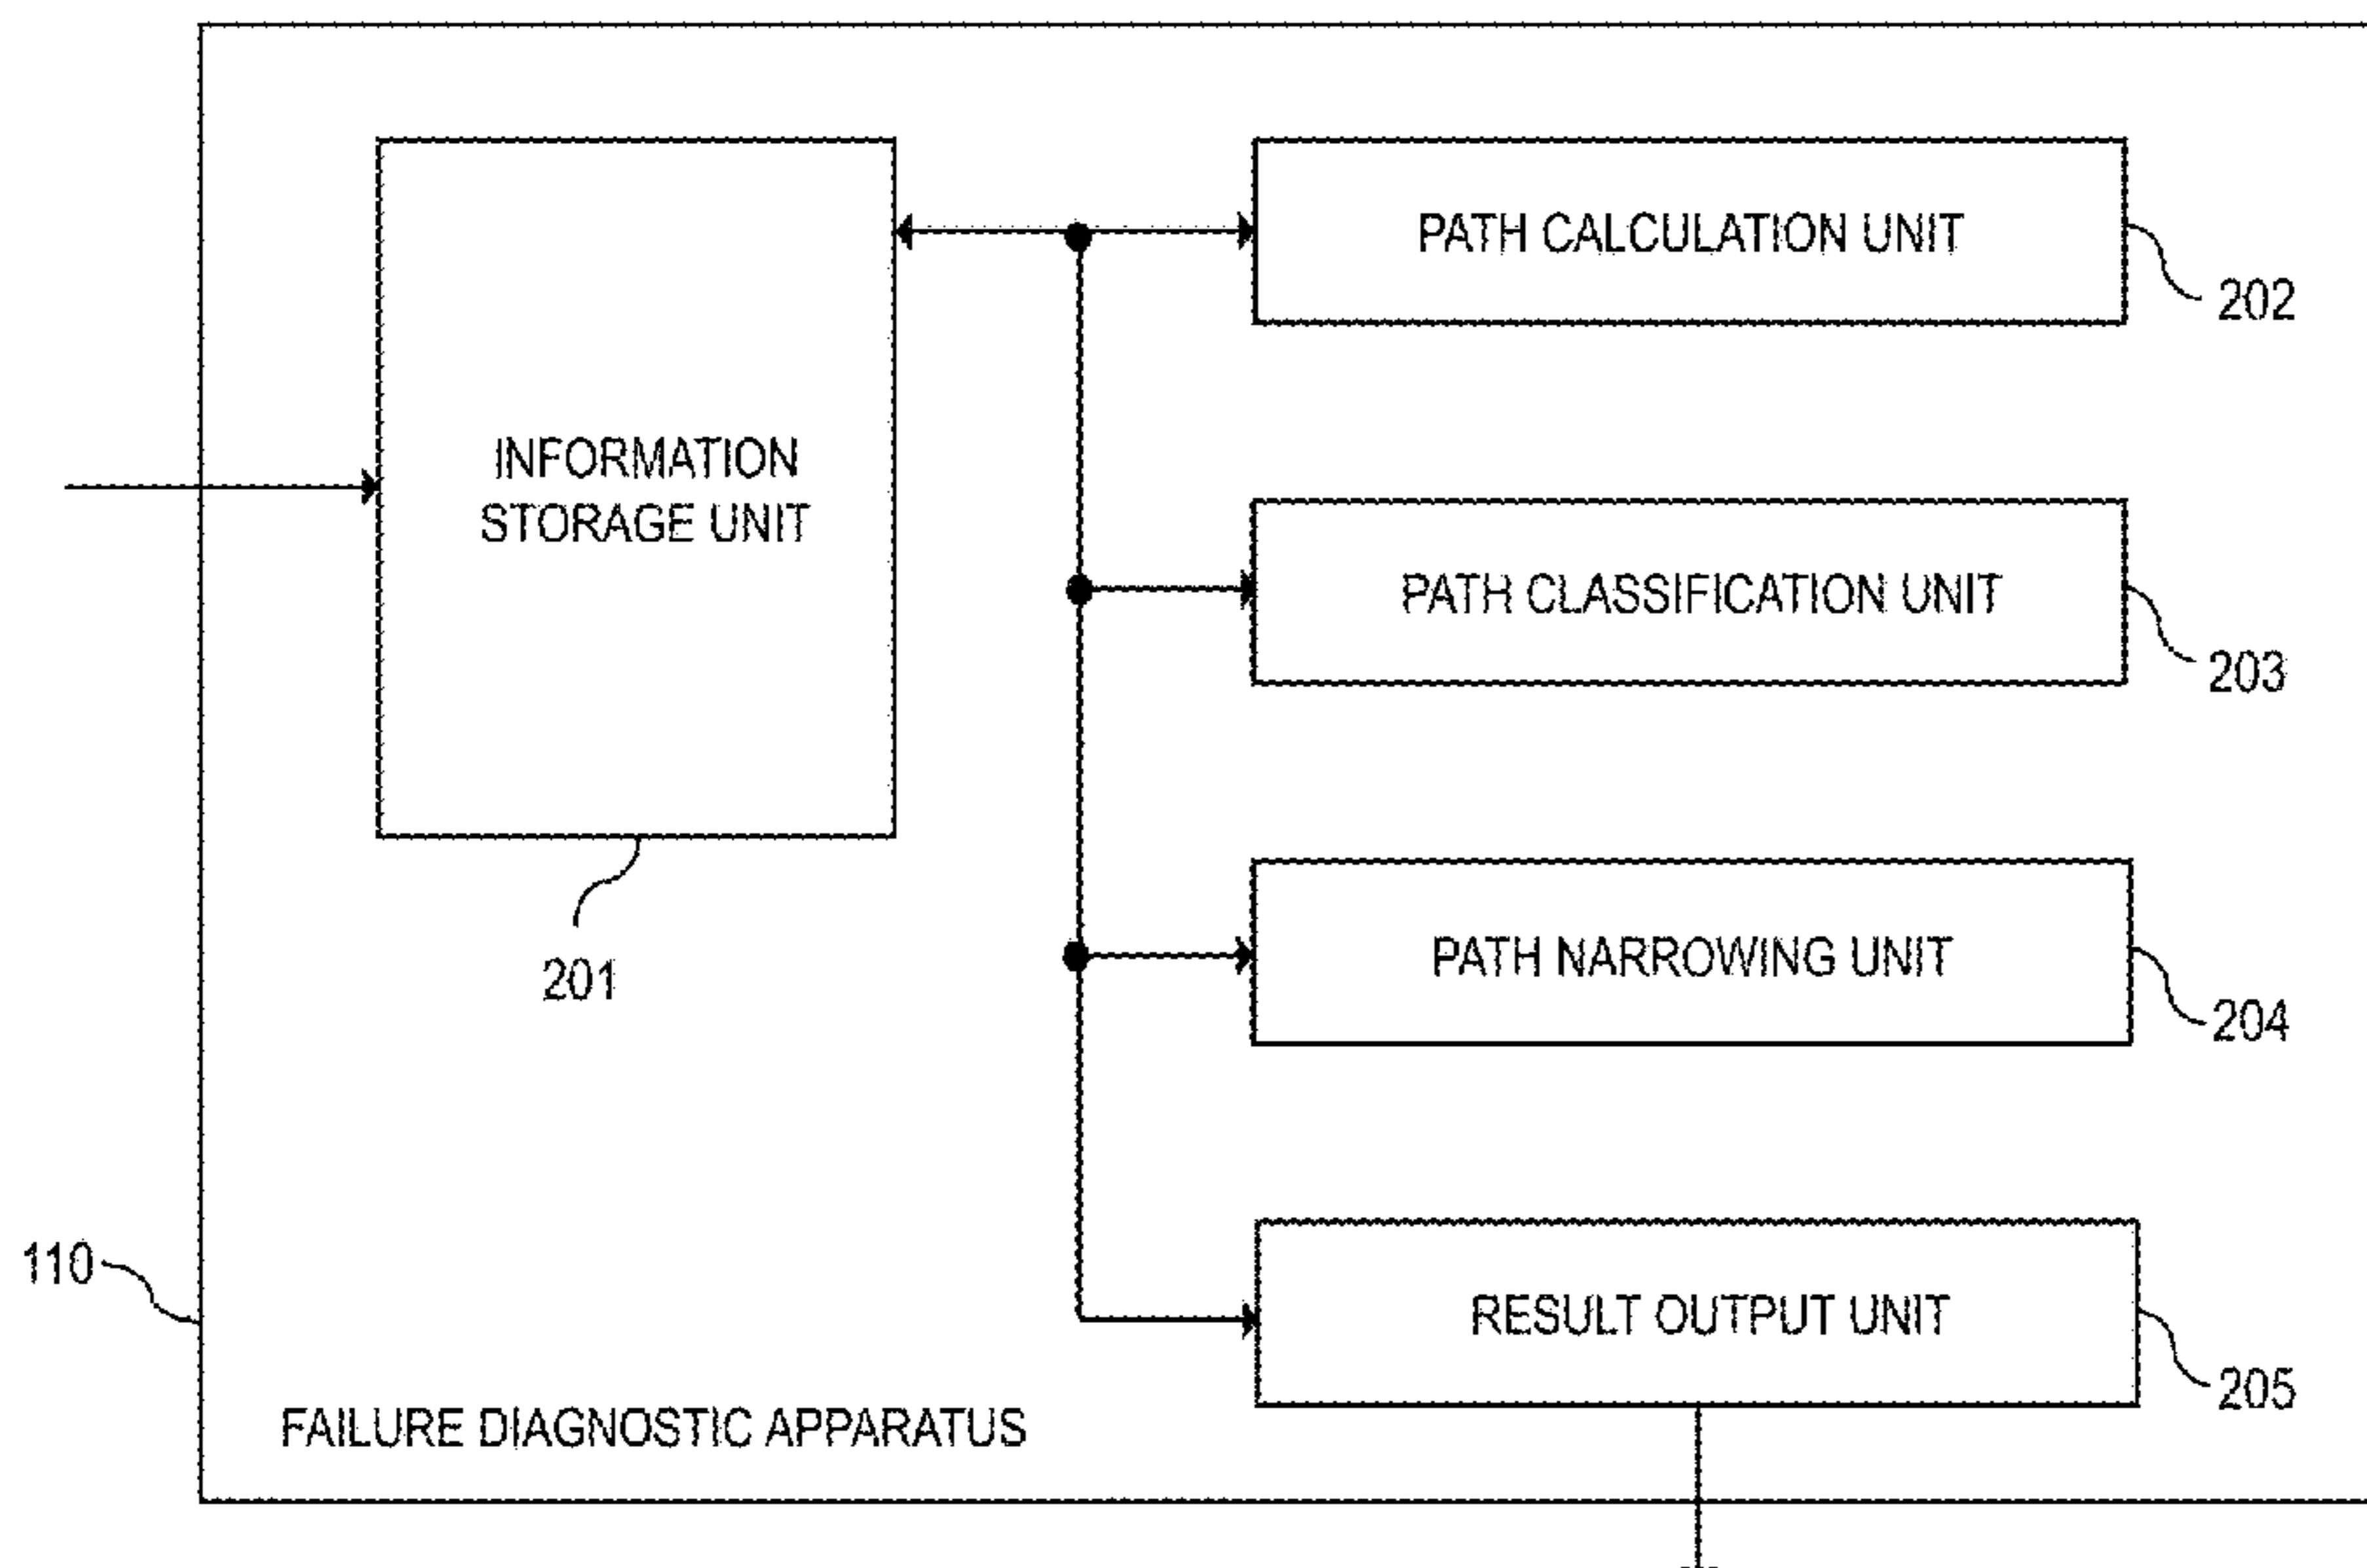 PATH CALCULATION UNIT
202
INFORMATION
STORAGE UNIT
PATH CLASSIFICATION UNIT
203
201
PATH NARROWING UNIT
204
110
RESULT OUTPUT UNIT
205
FAILURE DIAGNOSTIC APPARATUS